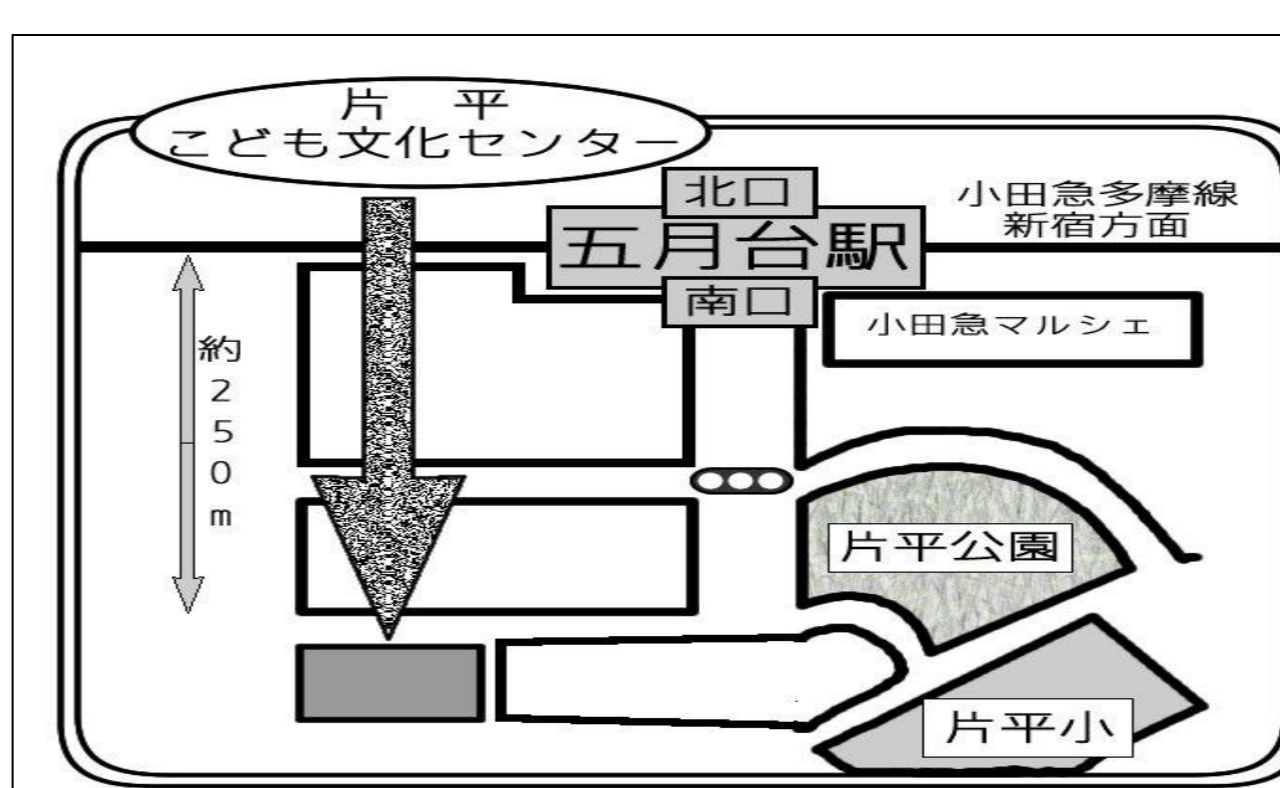 片　平
こども文化センター
北口
小田急多摩線
新宿方面
五月台駅
南口
小田急マルシェ
約250m
片平公園
片平小